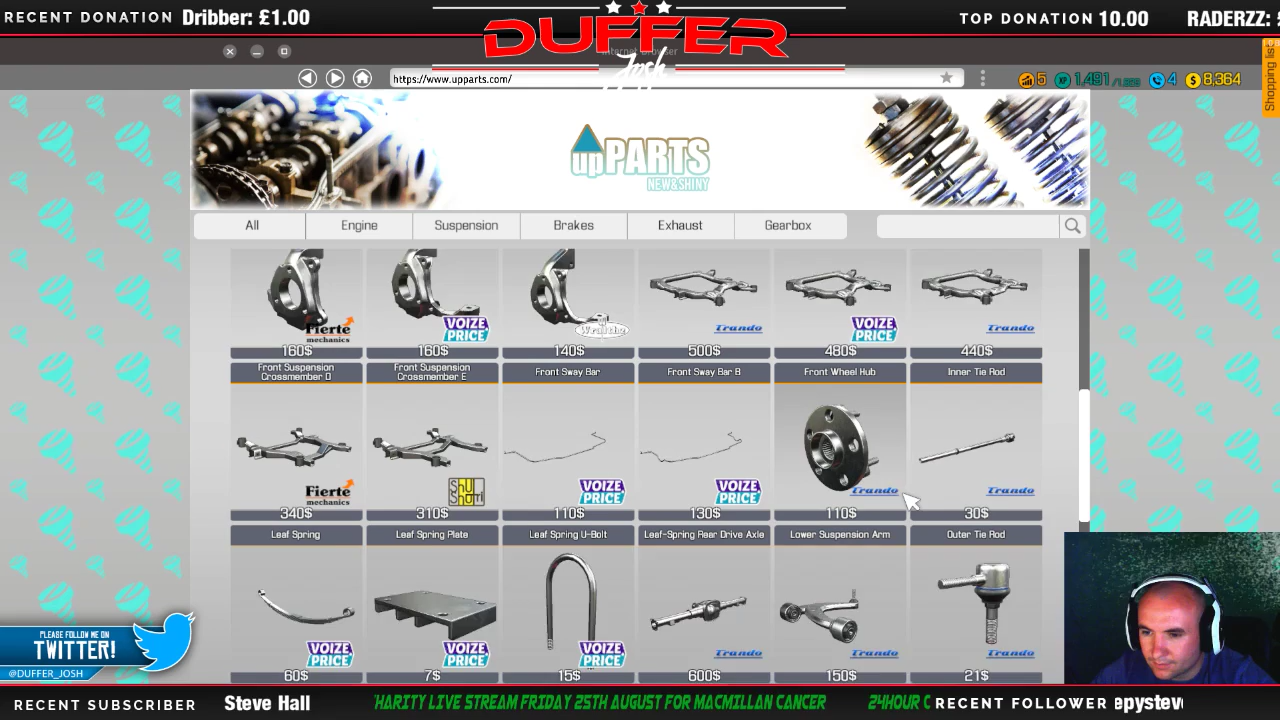 RECENT DONATION Dribber: £1.00
DUFFER
Josh
TOP DONATION 10.00 RADERZZ:
https://www.upparts.com/
5 1,491 4 8,364
Shopping list
upPARTS
NEW&SHINY
All Engine Suspension Brakes Exhaust Gearbox
Fierte mechanics VOIZE PRICE Trando VOIZE PRICE Trando
160$ 160$ 140$ 500$ 480$ 440$
Front Suspension Crossmember D
Front Suspension Crossmember E
Front Sway Bar
Front Sway Bar B
Front Wheel Hub
Inner Tie Rod
Fierte mechanics VOIZE PRICE VOIZE PRICE Trando Trando
340$ 310$ 110$ 130$ 110$ 30$
Leaf Spring
Leaf Spring Plate
Leaf Spring U-Bolt
Leaf-Spring Rear Drive Axle
Lower Suspension Arm
Outer Tie Rod
VOIZE PRICE VOIZE PRICE VOIZE PRICE Trando Trando Trando
60$ 7$ 15$ 600$ 150$ 21$
PLEASE FOLLOW ME ON
TWITTER!
@DUFFER_JOSH
RECENT SUBSCRIBER Steve Hall
HARITY LIVE STREAM FRIDAY 25TH AUGUST FOR MACMILLAN CANCER 24HOUR C
RECENT FOLLOWER epysteve